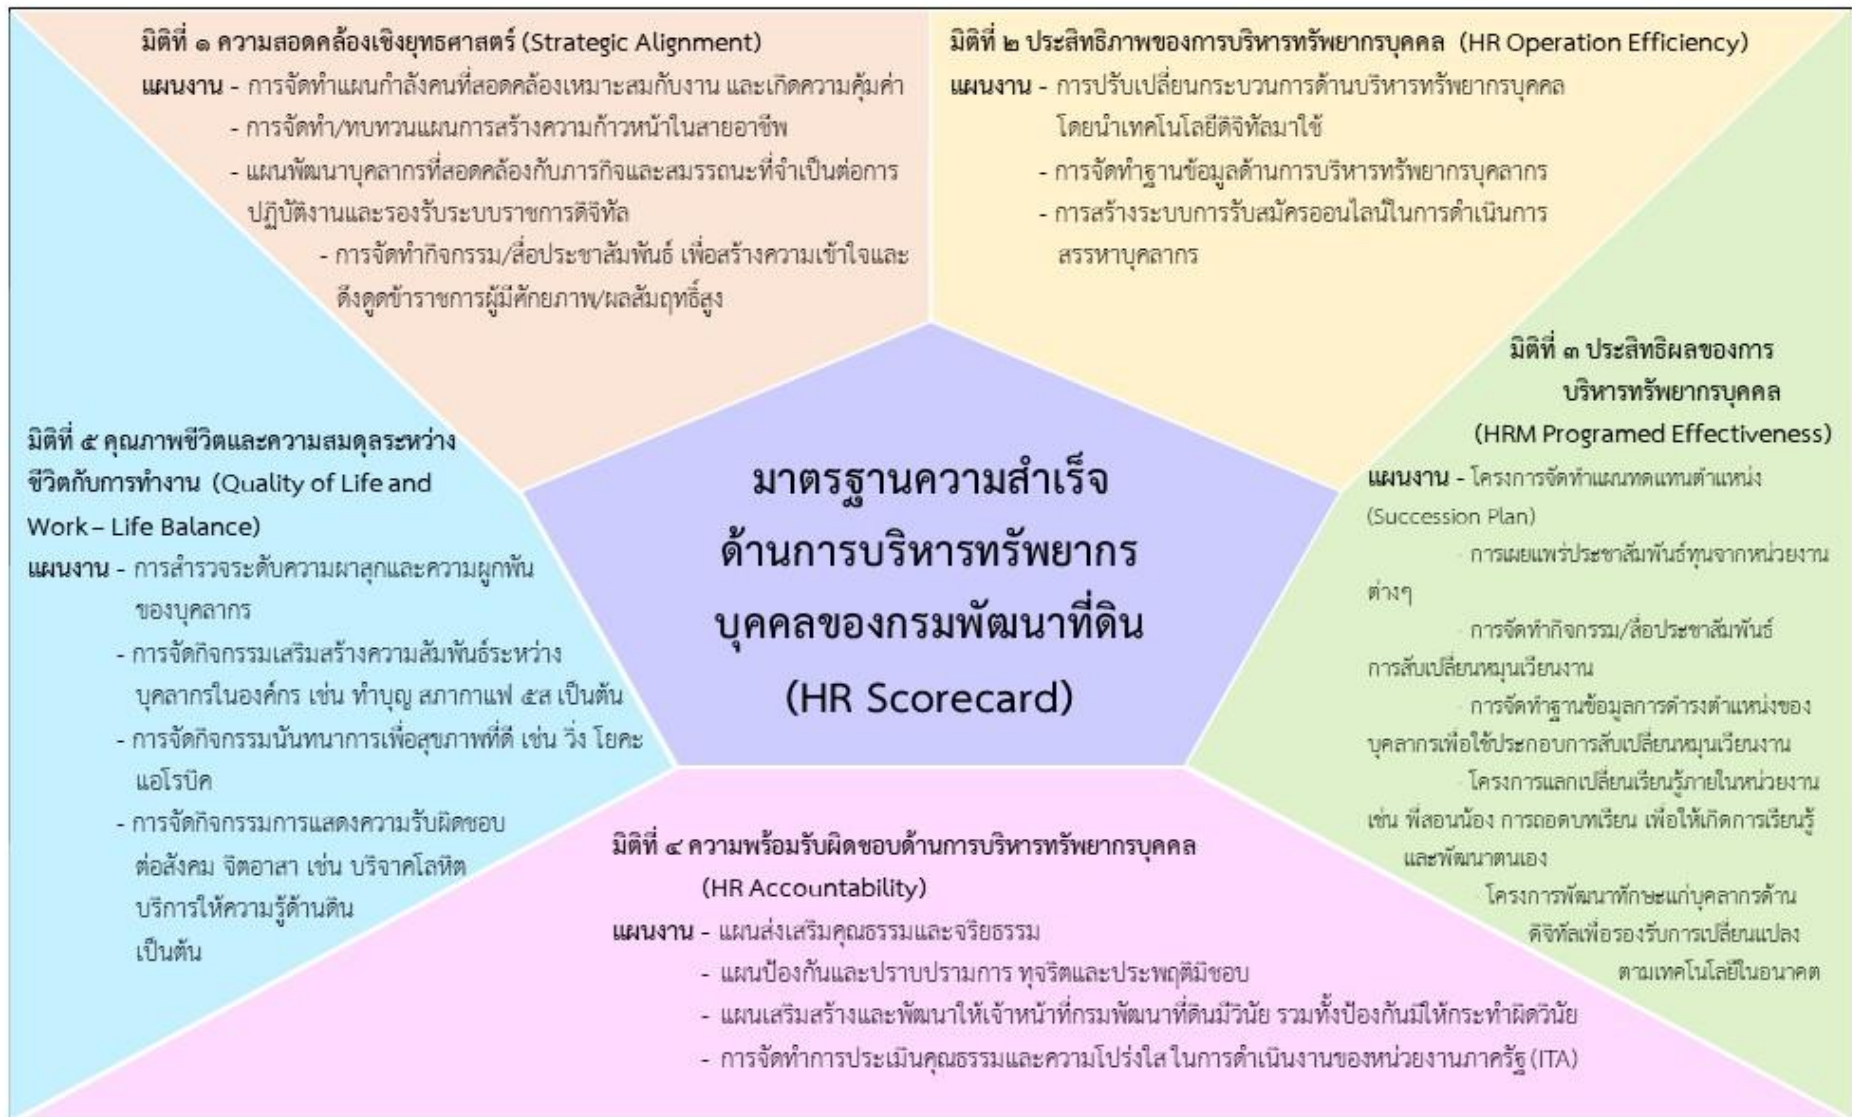 มิติที่ ๑ ความสอดคล้องเชิงยุทธศาสตร์ (Strategic Alignment)
แผนงาน - การจัดทำแผนกำลังคนที่สอดคล้องเหมาะสมกับงาน และเกิดความคุ้มค่า
- การจัดทำ/ทบทวนแผนการสร้างความก้าวหน้าในสายอาชีพ
- แผนพัฒนาบุคลากรที่สอดคล้องกับภารกิจและสมรรถนะที่จำเป็นต่อการ
ปฏิบัติงานและรองรับระบบราชการดิจิทัล
- การจัดทำกิจกรรม/สื่อประชาสัมพันธ์ เพื่อสร้างความเข้าใจและ
ดึงดูดข้าราชการผู้มีศักยภาพ/ผลสัมฤทธิ์สูง
มิติที่ ๒ ประสิทธิภาพของการบริหารทรัพยากรบุคคล (HR Operation Efficiency)
แผนงาน - การปรับเปลี่ยนกระบวนการด้านบริหารทรัพยากรบุคคล
โดยนำเทคโนโลยีดิจิทัลมาใช้
- การจัดทำฐานข้อมูลด้านการบริหารทรัพยากรบุคลากร
- การสร้างระบบการรับสมัครออนไลน์ในการดำเนินการ
สรรหาบุคลากร
มิติที่ ๓ ประสิทธิผลของการ
บริหารทรัพยากรบุคคล
(HRM Programed Effectiveness)
แผนงาน - โครงการจัดทำแผนทดแทนตำแหน่ง
(Succession Plan)
- การเผยแพร่ประชาสัมพันธ์ทุนจากหน่วยงาน
ต่างๆ
- การจัดทำกิจกรรม/สื่อประชาสัมพันธ์
การสับเปลี่ยนหมุนเวียนงาน
- การจัดทำฐานข้อมูลการดำรงตำแหน่งของ
บุคลากรเพื่อใช้ประกอบการสับเปลี่ยนหมุนเวียนงาน
- โครงการแลกเปลี่ยนเรียนรู้ภายในหน่วยงาน
เช่น พี่สอนน้อง การถอดบทเรียน เพื่อให้เกิดการเรียนรู้
และพัฒนาตนเอง
- โครงการพัฒนาทักษะแก่บุคลากรด้าน
ดิจิทัลเพื่อรองรับการเปลี่ยนแปลง
ตามเทคโนโลยีในอนาคต
มิติที่ ๔ ความพร้อมรับผิดชอบด้านการบริหารทรัพยากรบุคคล
(HR Accountability)
แผนงาน - แผนส่งเสริมคุณธรรมและจริยธรรม
- แผนป้องกันและปราบปรามการ ทุจริตและประพฤติมิชอบ
- แผนเสริมสร้างและพัฒนาให้เจ้าหน้าที่กรมพัฒนาที่ดินมีวินัย รวมทั้งป้องกันมิให้กระทำผิดวินัย
- การจัดทำการประเมินคุณธรรมและความโปร่งใส ในการดำเนินงานของหน่วยงานภาครัฐ (ITA)
มิติที่ ๕ คุณภาพชีวิตและความสมดุลระหว่าง
ชีวิตกับการทำงาน (Quality of Life and
Work – Life Balance)
แผนงาน - การสำรวจระดับความผาสุกและความผูกพัน
ของบุคลากร
- การจัดกิจกรรมเสริมสร้างความสัมพันธ์ระหว่าง
บุคลากรในองค์กร เช่น ทำบุญ สภากาแฟ ๕ส เป็นต้น
- การจัดกิจกรรมนันทนาการเพื่อสุขภาพที่ดี เช่น วิ่ง โยคะ
แอโรบิค
- การจัดกิจกรรมการแสดงความรับผิดชอบ
ต่อสังคม จิตอาสา เช่น บริจาคโลหิต
บริการให้ความรู้ด้านดิน
เป็นต้น
มาตรฐานความสำเร็จ
ด้านการบริหารทรัพยากร
บุคคลของกรมพัฒนาที่ดิน
(HR Scorecard)